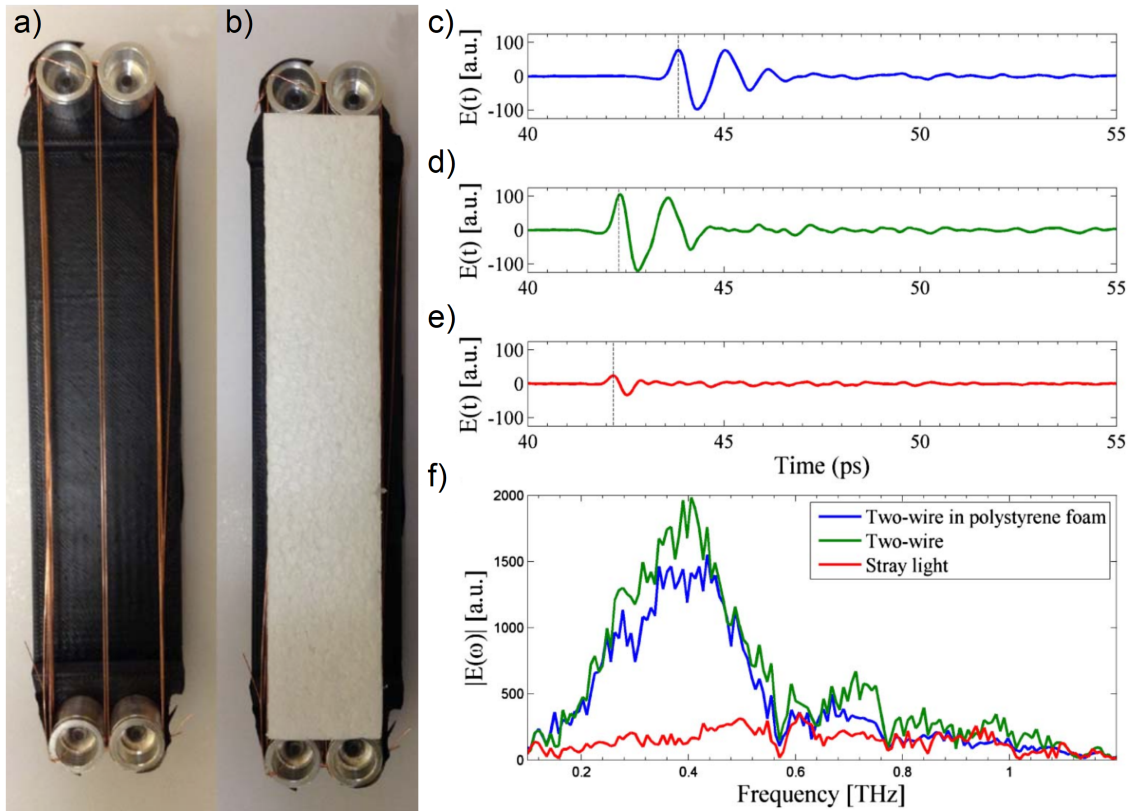 a)
b)
c)
E(t) [a.u.]
100
0
-100
40
45
50
55
d)
E(t) [a.u.]
100
0
-100
40
45
50
55
e)
E(t) [a.u.]
100
0
-100
40
45
50
55
Time (ps)
f)
|E(ω)| [a.u.]
2000
1500
1000
500
0
Two-wire in polystyrene foam
Two-wire
Stray light
0.2
0.4
0.6
0.8
1
Frequency [THz]